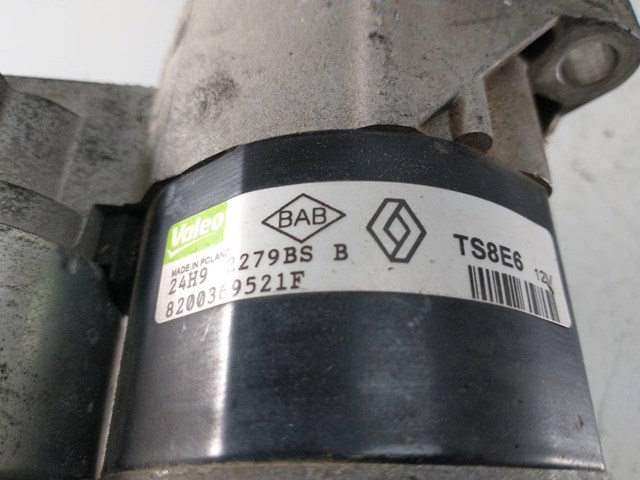 Valeo
MADE IN POLAND
BAB
TS8E6 12V
24H9 2279BS B
8200369521F